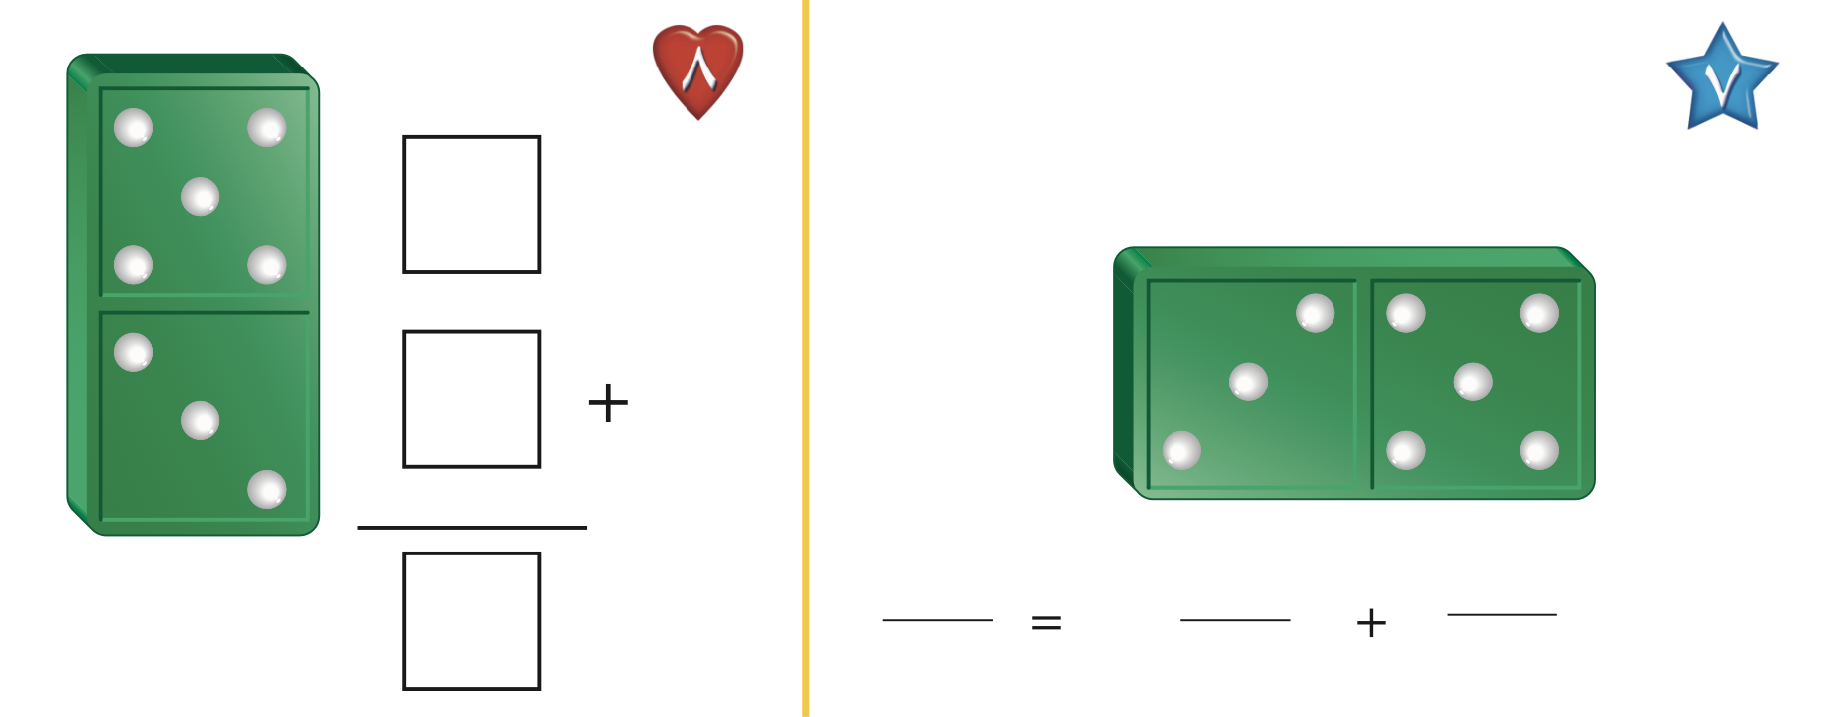 ٧
+ =
٨
+